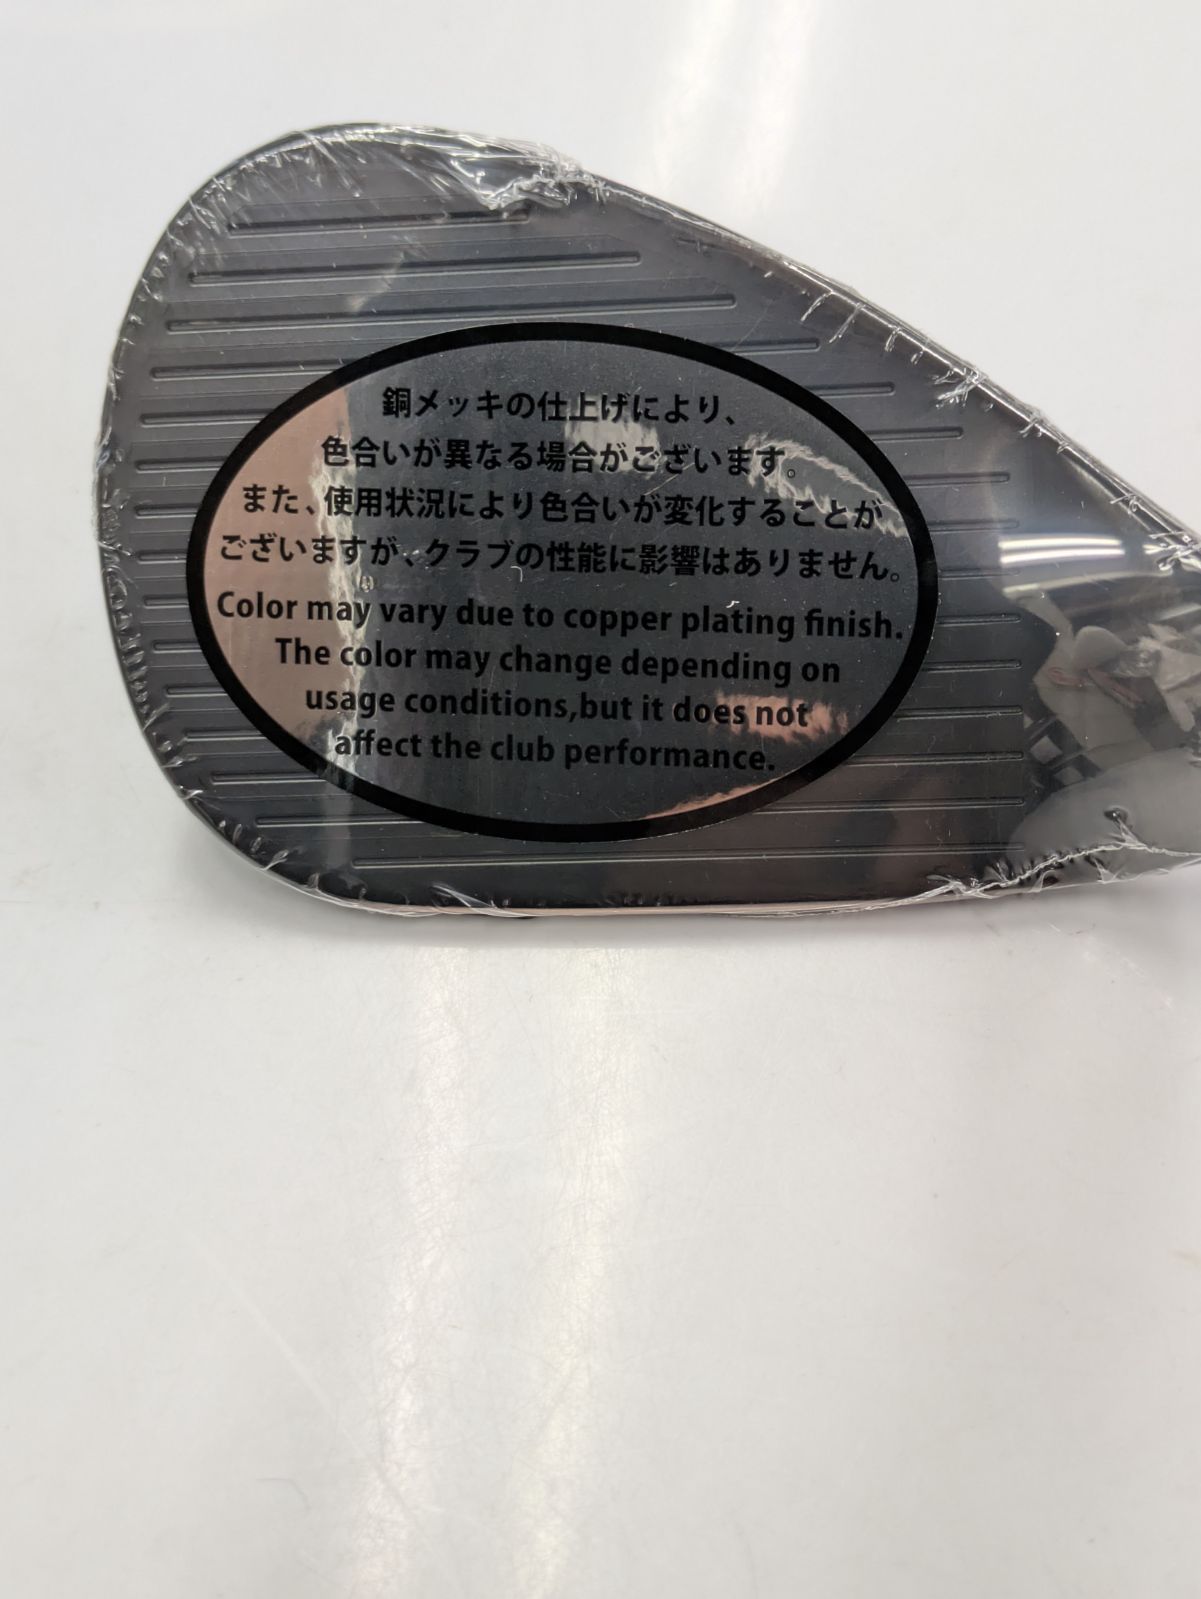 銅メッキの仕上げにより、
色合いが異なる場合がございます。
また、使用状況により色合いが変化することが
ございますが、クラブの性能に影響はありません。
Color may vary due to copper plating finish.
The color may change depending on
usage conditions,but it does not
affect the club performance.